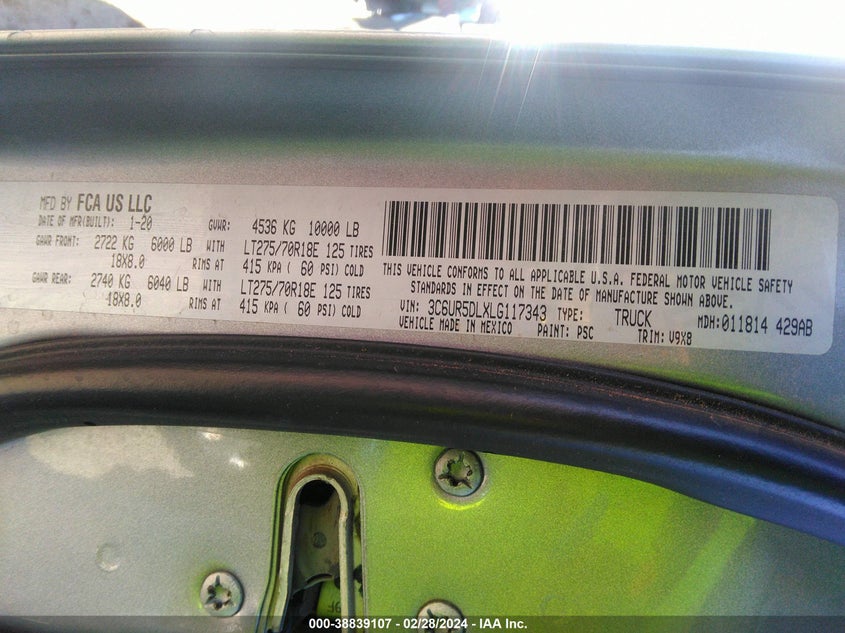 MFD BY FCA US LLC
DATE OF MFR(BUILT): 1-20 GVWR: 4536 KG 10000 LB
GAWR FRONT: 2722 KG 6000 LB WITH LT275/70R18E 125 TIRES
18X8.0 RIMS AT 415 KPA ( 60 PSI) COLD
GAWR REAR: 2740 KG 6040 LB WITH LT275/70R18E 125 TIRES
18X8.0 RIMS AT 415 KPA ( 60 PSI) COLD
THIS VEHICLE CONFORMS TO ALL APPLICABLE U.S.A. FEDERAL MOTOR VEHICLE SAFETY
STANDARDS IN EFFECT ON THE DATE OF MANUFACTURE SHOWN ABOVE.
VIN: 3C6UR5DLXLG117343 TYPE: TRUCK MDH:011814 429AB
VEHICLE MADE IN MEXICO PAINT: PSC TRIM: V9X8
000-38839107 - 02/28/2024 - IAA Inc.